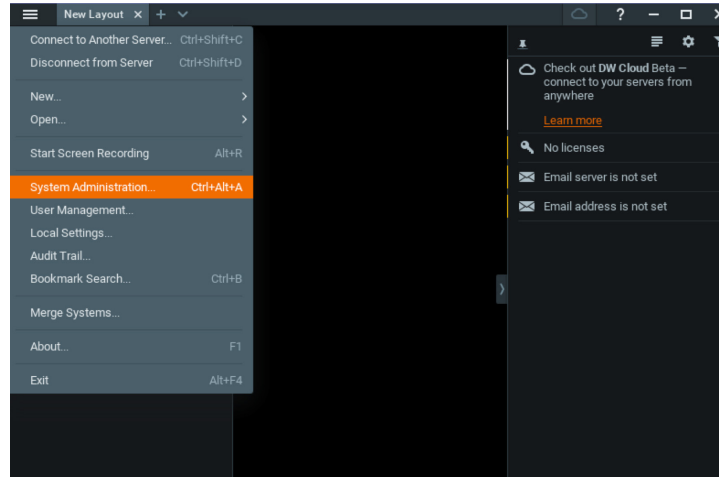 New Layout
?
Connect to Another Server... Ctrl+Shift+C
Disconnect from Server Ctrl+Shift+D
New...
Open...
Start Screen Recording Alt+R
System Administration... Ctrl+Alt+A
User Management...
Local Settings...
Audit Trail...
Bookmark Search... Ctrl+B
Merge Systems...
About... F1
Exit Alt+F4
Check out DW Cloud Beta —
connect to your servers from
anywhere
Learn more
No licenses
Email server is not set
Email address is not set